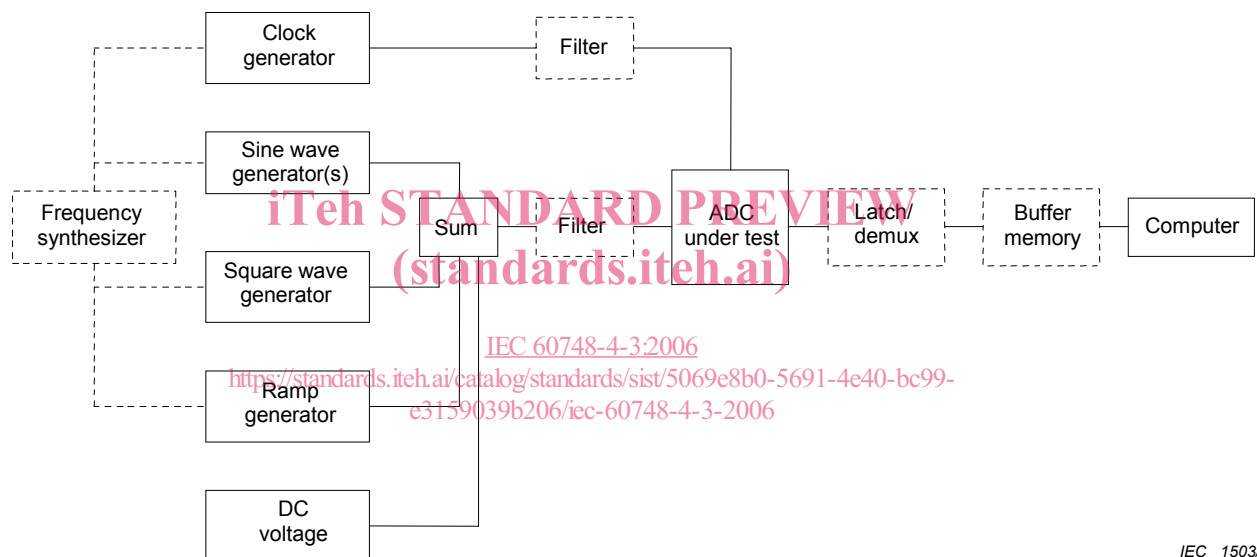 Clock
generator
Filter
Sine wave
generator(s)
Frequency
synthesizer
Sum
Filter
ADC
under test
Latch/
demux
Buffer
memory
Computer
iTeh STANDARD PREVIEW
(standards.iteh.ai)
Square wave
generator
IEC 60748-4-3:2006
https://standards.iteh.ai/catalog/standards/sist/5069e8b0-5691-4e40-bc99-
e3159039b206/iec-60748-4-3-2006
Ramp
generator
DC
voltage
IEC 1503